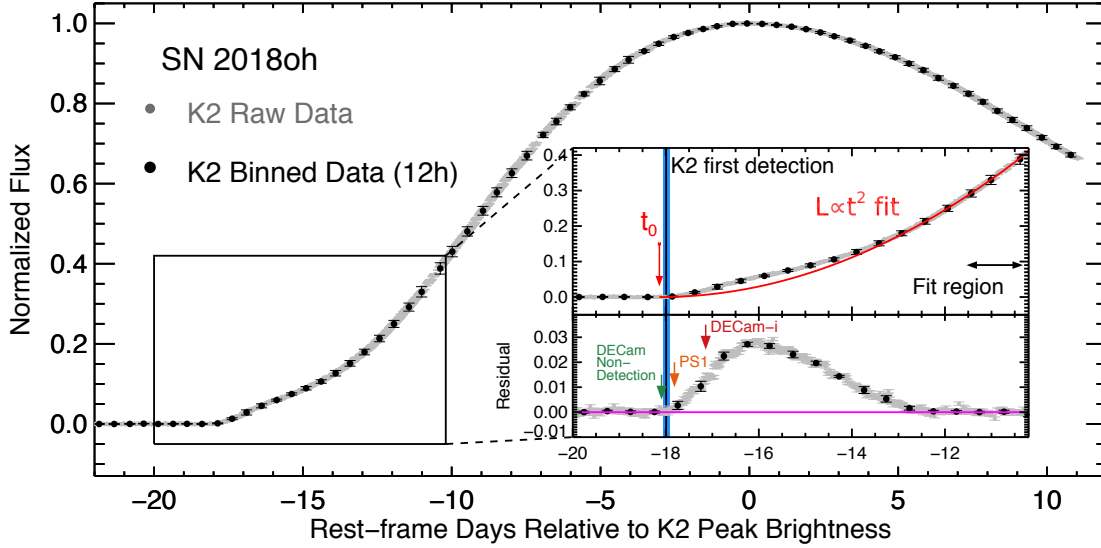 SN 2018oh
K2 Raw Data
K2 Binned Data (12h)
Normalized Flux
1.0
0.8
0.6
0.4
0.2
0.0
−20
−15
−10
−5
0
5
10
Rest−frame Days Relative to K2 Peak Brightness
K2 first detection
L∝t² fit
t₀
Fit region
0.4
0.3
0.2
0.1
0.0
DECam−i
PS1
DECam
Non−
Detection
Residual
0.03
0.02
0.01
0.00
−0.01
−20
−18
−16
−14
−12